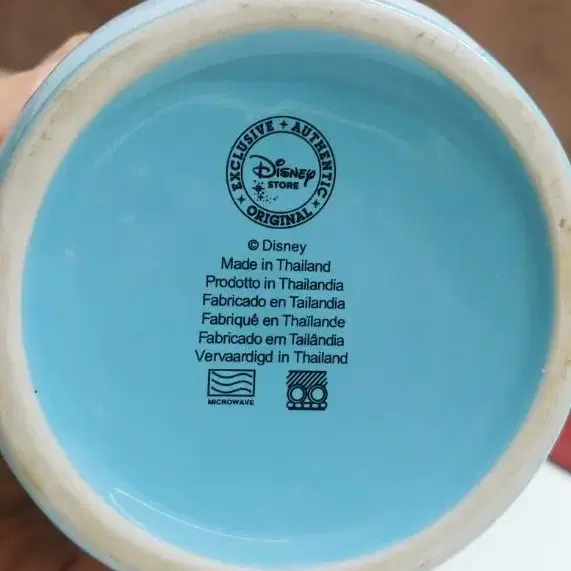 EXCLUSIVE ✦ AUTHENTIC ★ ORIGINAL ★
Disney
STORE
© Disney
Made in Thailand
Prodotto in Thailandia
Fabricado en Tailandia
Fabriqué en Thaïlande
Fabricado em Tailândia
Vervaardigd in Thailand
MICROWAVE